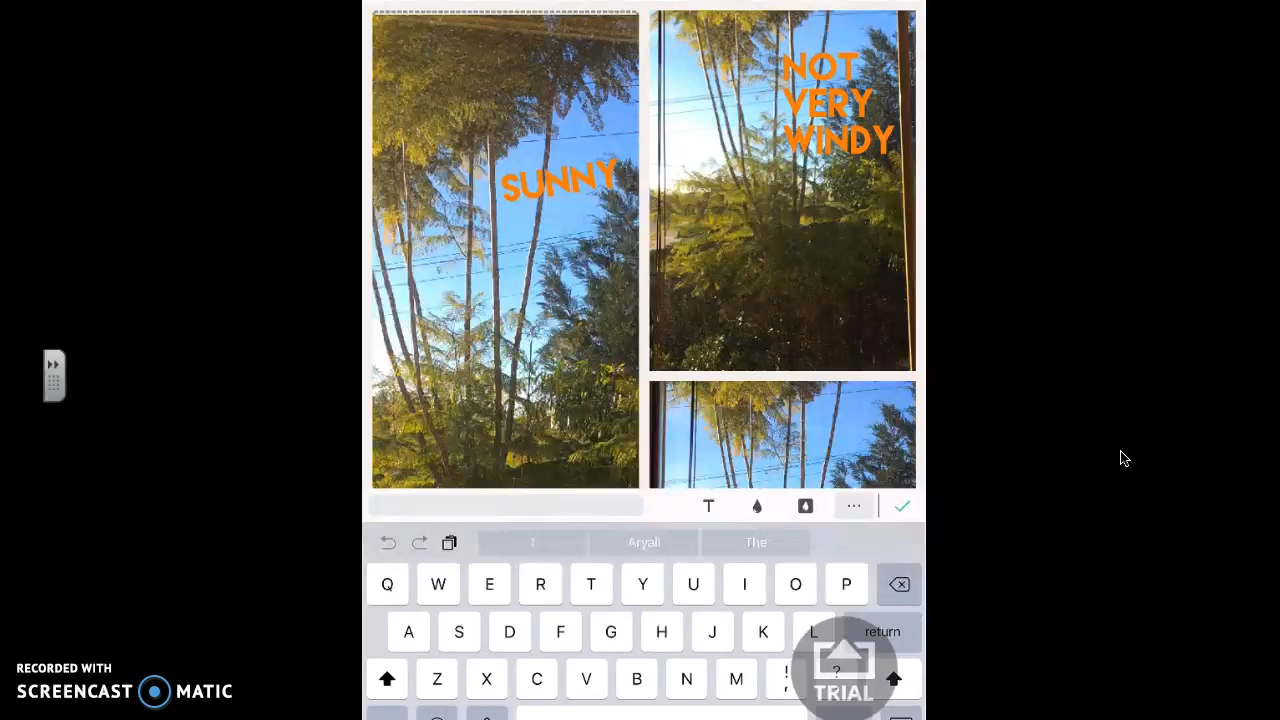 SUNNY
NOT
VERY
WINDY
T
I Aryall The
Q W E R T Y U I O P
A S D F G H J K L return
Z X C V B N M ! , ?
TRIAL
RECORDED WITH
SCREENCAST MATIC